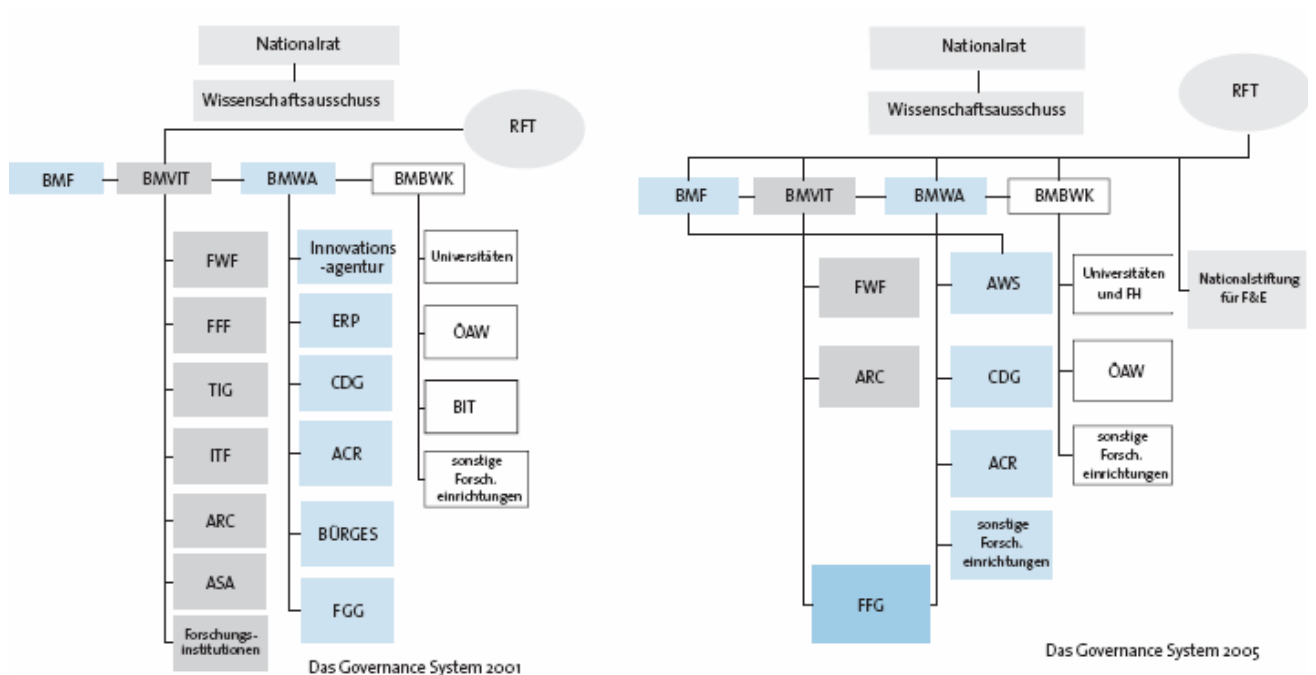 Nationalrat
Wissenschaftsausschuss
RFT
BMF
BMVIT
BMWA
BMBWK
FWF
FFF
TIG
ITF
ARC
ASA
Forschungs-
institutionen
Innovations
-agentur
ERP
CDG
ACR
BÜRGES
FGG
Universitäten
ÖAW
BIT
sonstige
Forsch.
einrichtungen
Das Governance System 2001
Nationalrat
Wissenschaftsausschuss
RFT
BMF
BMVIT
BMWA
BMBWK
FWF
ARC
FFG
AWS
CDG
ACR
sonstige
Forsch.
einrichtungen
Universitäten
und FH
ÖAW
sonstige
Forsch.
einrichtungen
Nationalstiftung
für F&E
Das Governance System 2005